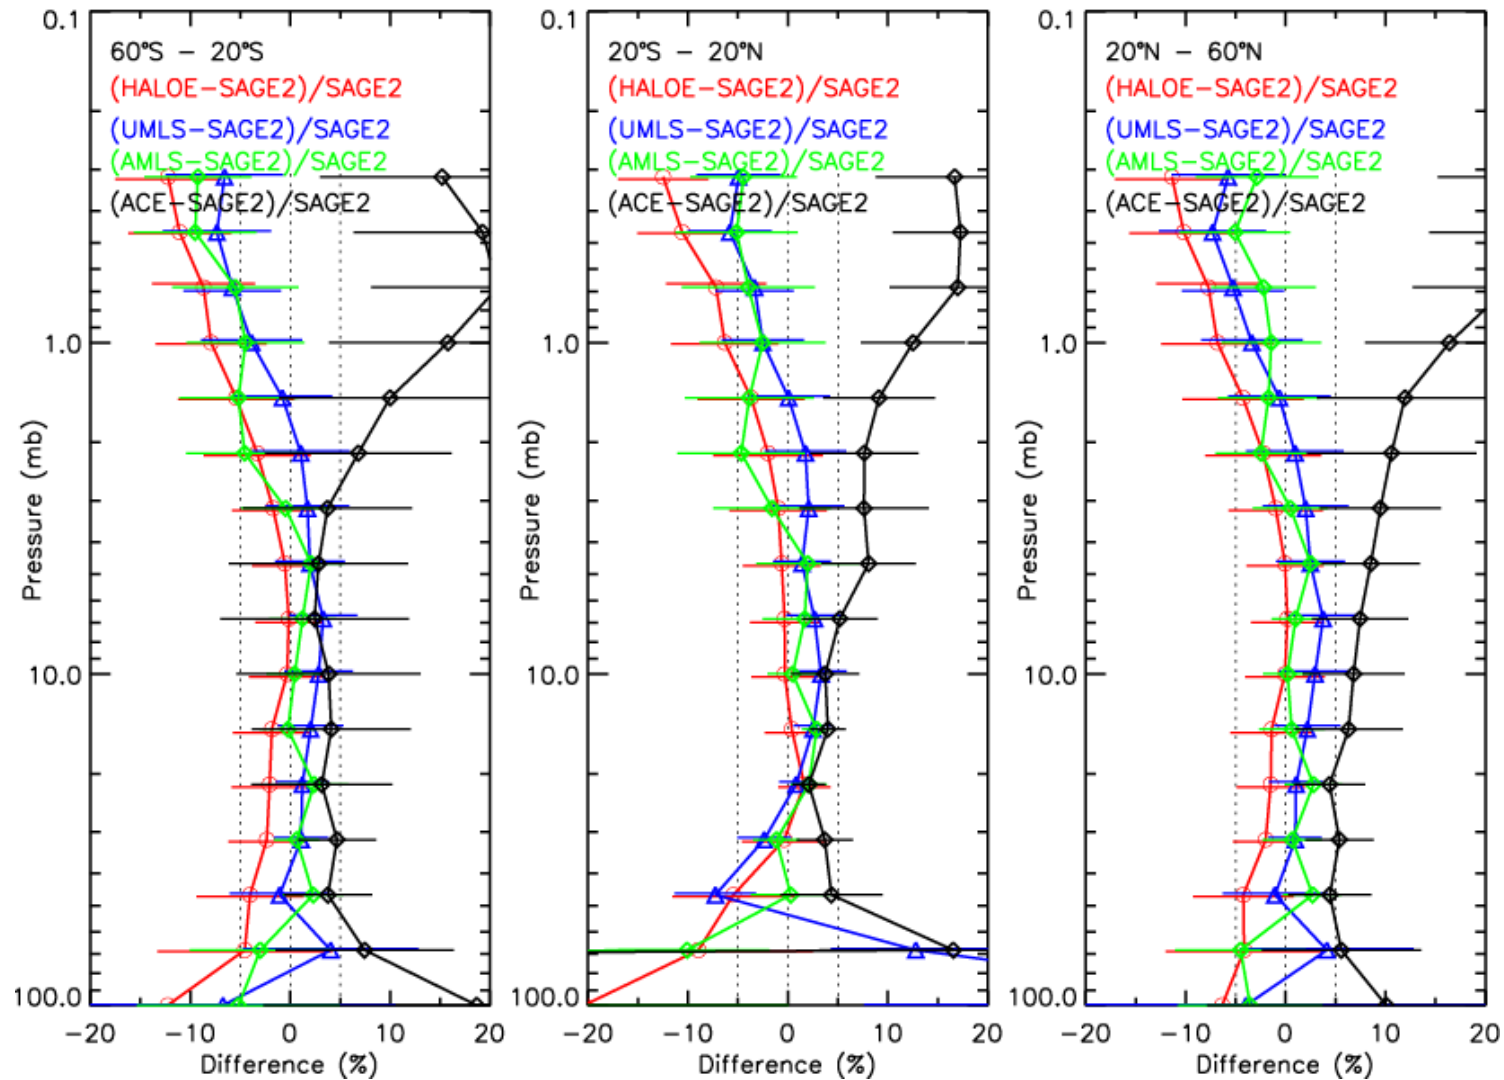 0.1
1.0
10.0
100.0
Pressure (mb)
60°S – 20°S
(HALOE–SAGE2)/SAGE2
(UMLS–SAGE2)/SAGE2
(AMLS–SAGE2)/SAGE2
(ACE–SAGE2)/SAGE2
−20 −10 0 10 20
Difference (%)
0.1
1.0
10.0
100.0
Pressure (mb)
20°S – 20°N
(HALOE–SAGE2)/SAGE2
(UMLS–SAGE2)/SAGE2
(AMLS–SAGE2)/SAGE2
(ACE–SAGE2)/SAGE2
−20 −10 0 10 20
Difference (%)
0.1
1.0
10.0
100.0
Pressure (mb)
20°N – 60°N
(HALOE–SAGE2)/SAGE2
(UMLS–SAGE2)/SAGE2
(AMLS–SAGE2)/SAGE2
(ACE–SAGE2)/SAGE2
−20 −10 0 10 20
Difference (%)